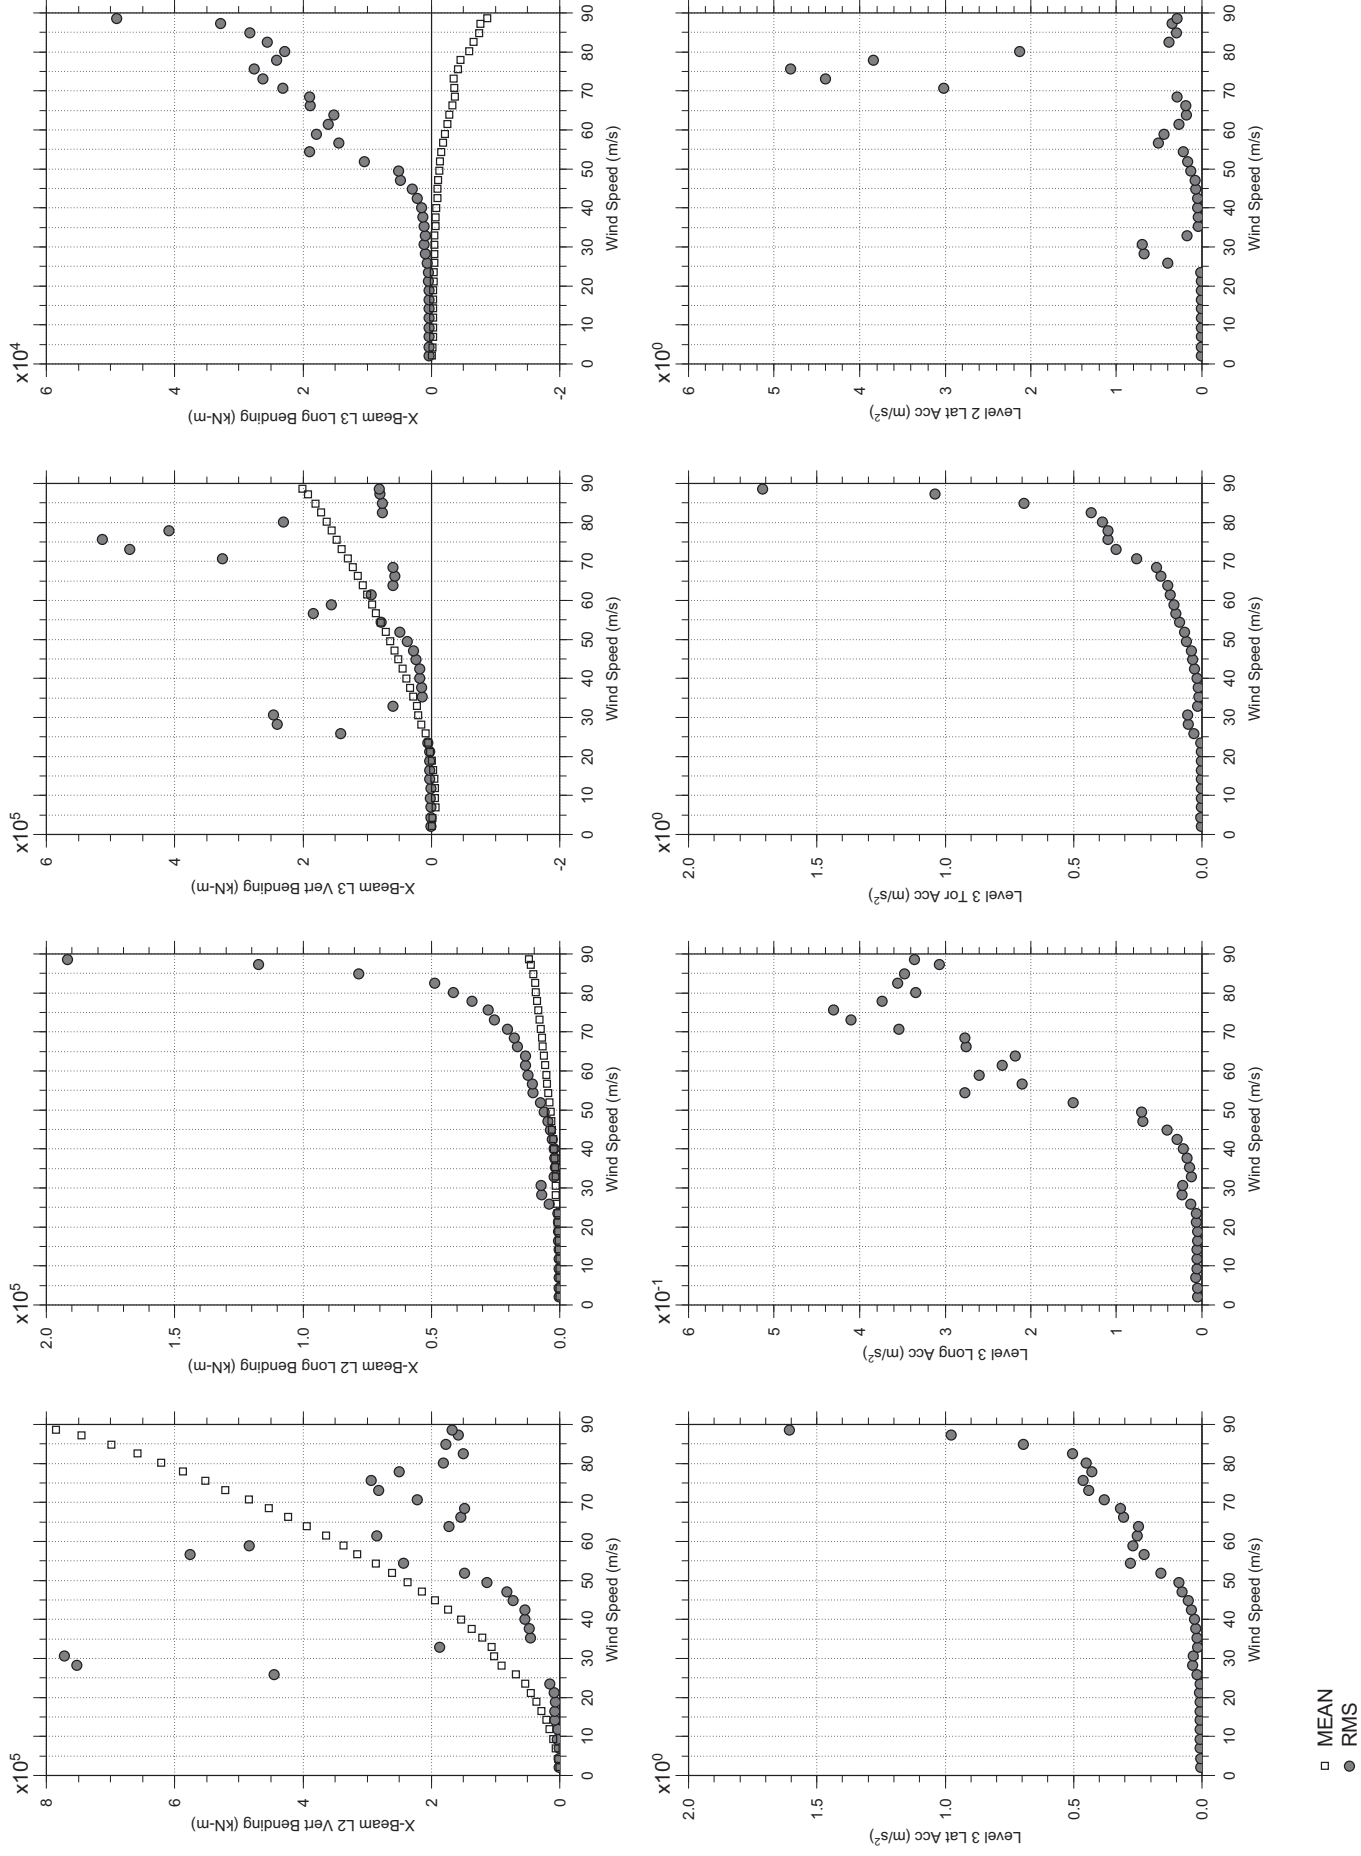 x10⁵
8
6
4
2
0
X-Beam L2 Vert Bending (kN-m)
0 10 20 30 40 50 60 70 80 90
Wind Speed (m/s)
x10⁵
2.0
1.5
1.0
0.5
0.0
X-Beam L2 Long Bending (kN-m)
0 10 20 30 40 50 60 70 80 90
Wind Speed (m/s)
x10⁵
6
4
2
0
-2
X-Beam L3 Vert Bending (kN-m)
0 10 20 30 40 50 60 70 80 90
Wind Speed (m/s)
x10⁴
6
4
2
0
-2
X-Beam L3 Long Bending (kN-m)
0 10 20 30 40 50 60 70 80 90
Wind Speed (m/s)
x10⁰
2.0
1.5
1.0
0.5
0.0
Level 3 Lat Acc (m/s²)
0 10 20 30 40 50 60 70 80 90
Wind Speed (m/s)
x10⁻¹
6
5
4
3
2
1
0
Level 3 Long Acc (m/s²)
0 10 20 30 40 50 60 70 80 90
Wind Speed (m/s)
x10⁰
2.0
1.5
1.0
0.5
0.0
Level 3 Tor Acc (m/s²)
0 10 20 30 40 50 60 70 80 90
Wind Speed (m/s)
x10⁰
6
5
4
3
2
1
0
Level 2 Lat Acc (m/s²)
0 10 20 30 40 50 60 70 80 90
Wind Speed (m/s)
MEAN
RMS